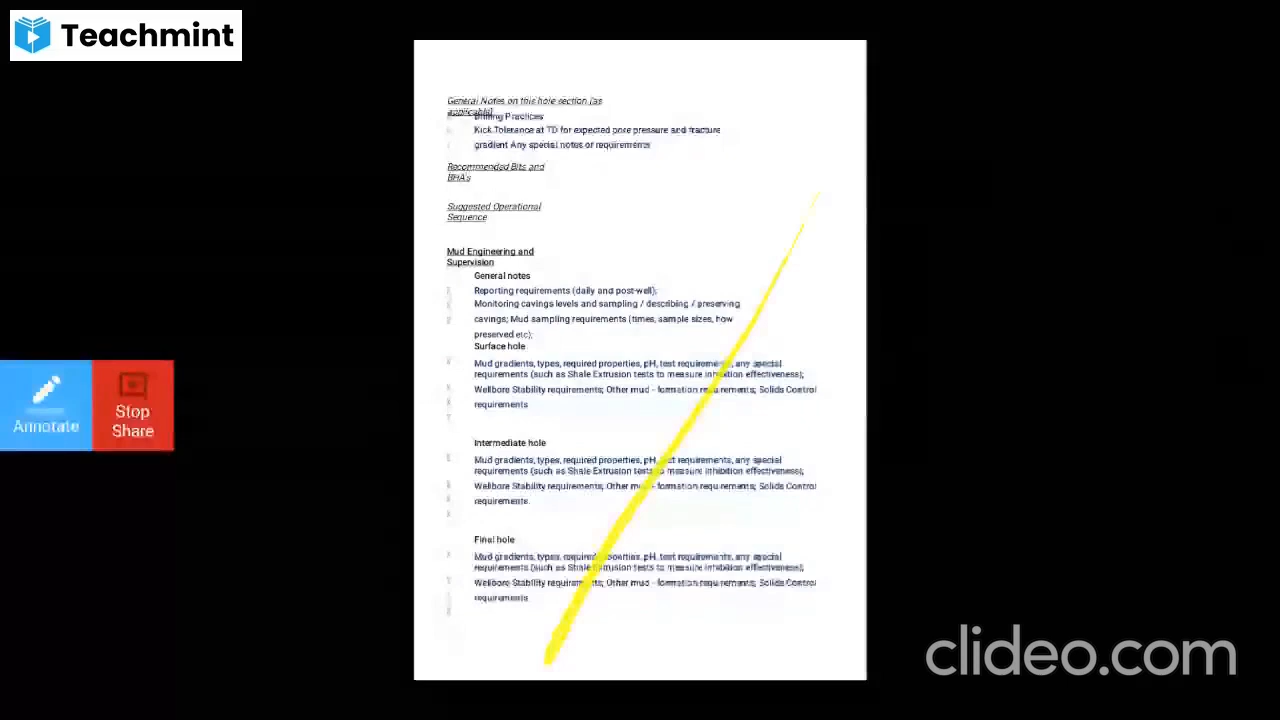 Teachmint
General Notes on this hole section [as
applicable]
Drilling Practices
Kick Tolerance at TD for expected pore pressure and fracture
gradient Any special notes or requirements
Recommended Bits and
BHA's
Suggested Operational
Sequence
Mud Engineering and
Supervision
General notes
Reporting requirements (daily and post-well);
Monitoring cavings levels and sampling / describing / preserving
cavings; Mud sampling requirements (times, sample sizes, how
preserved etc);
Surface hole
Mud gradients, types, required properties, pH, test requirements, any special
requirements (such as Shale Extrusion tests to measure inhibition effectiveness);
Wellbore Stability requirements; Other mud - formation requirements; Solids Control
requirements
Annotate
Stop
Share
Intermediate hole
Mud gradients, types, required properties, pH, test requirements, any special
requirements (such as Shale Extrusion tests to measure inhibition effectiveness);
Wellbore Stability requirements; Other mud - formation requirements; Solids Control
requirements.
Final hole
Mud gradients, types, required properties, pH, test requirements, any special
requirements (such as Shale Extrusion tests to measure inhibition effectiveness);
Wellbore Stability requirements; Other mud - formation requirements; Solids Control
requirements
clideo.com